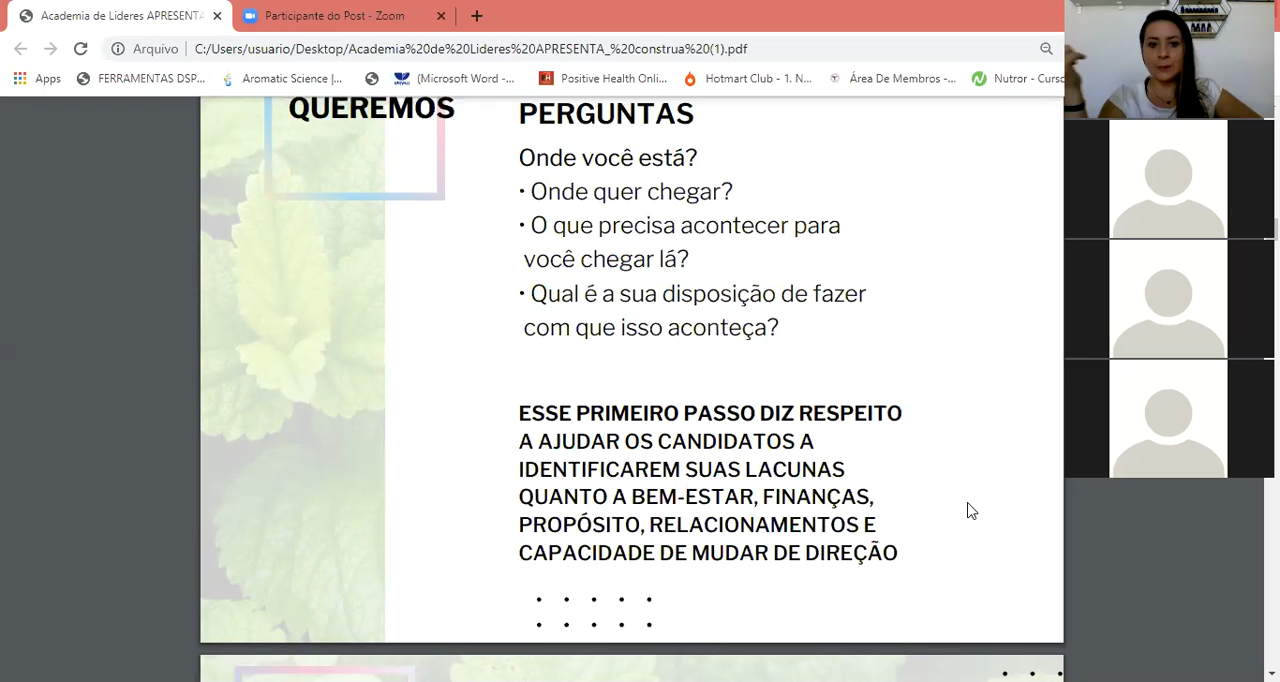 Academia de Lideres APRESENTA
Participante do Post - Zoom
Arquivo
C:/Users/usuario/Desktop/Academia%20de%20Lideres%20APRESENTA_%20construa%20(1).pdf
Apps
FERRAMENTAS DSP...
Aromatic Science |...
(Microsoft Word -...
Positive Health Onli...
Hotmart Club - 1. N...
Área De Membros -...
Nutror - Curso
QUEREMOS
PERGUNTAS
Onde você está?
• Onde quer chegar?
• O que precisa acontecer para
você chegar lá?
• Qual é a sua disposição de fazer
com que isso aconteça?
ESSE PRIMEIRO PASSO DIZ RESPEITO
A AJUDAR OS CANDIDATOS A
IDENTIFICAREM SUAS LACUNAS
QUANTO A BEM-ESTAR, FINANÇAS,
PROPÓSITO, RELACIONAMENTOS E
CAPACIDADE DE MUDAR DE DIREÇÃO